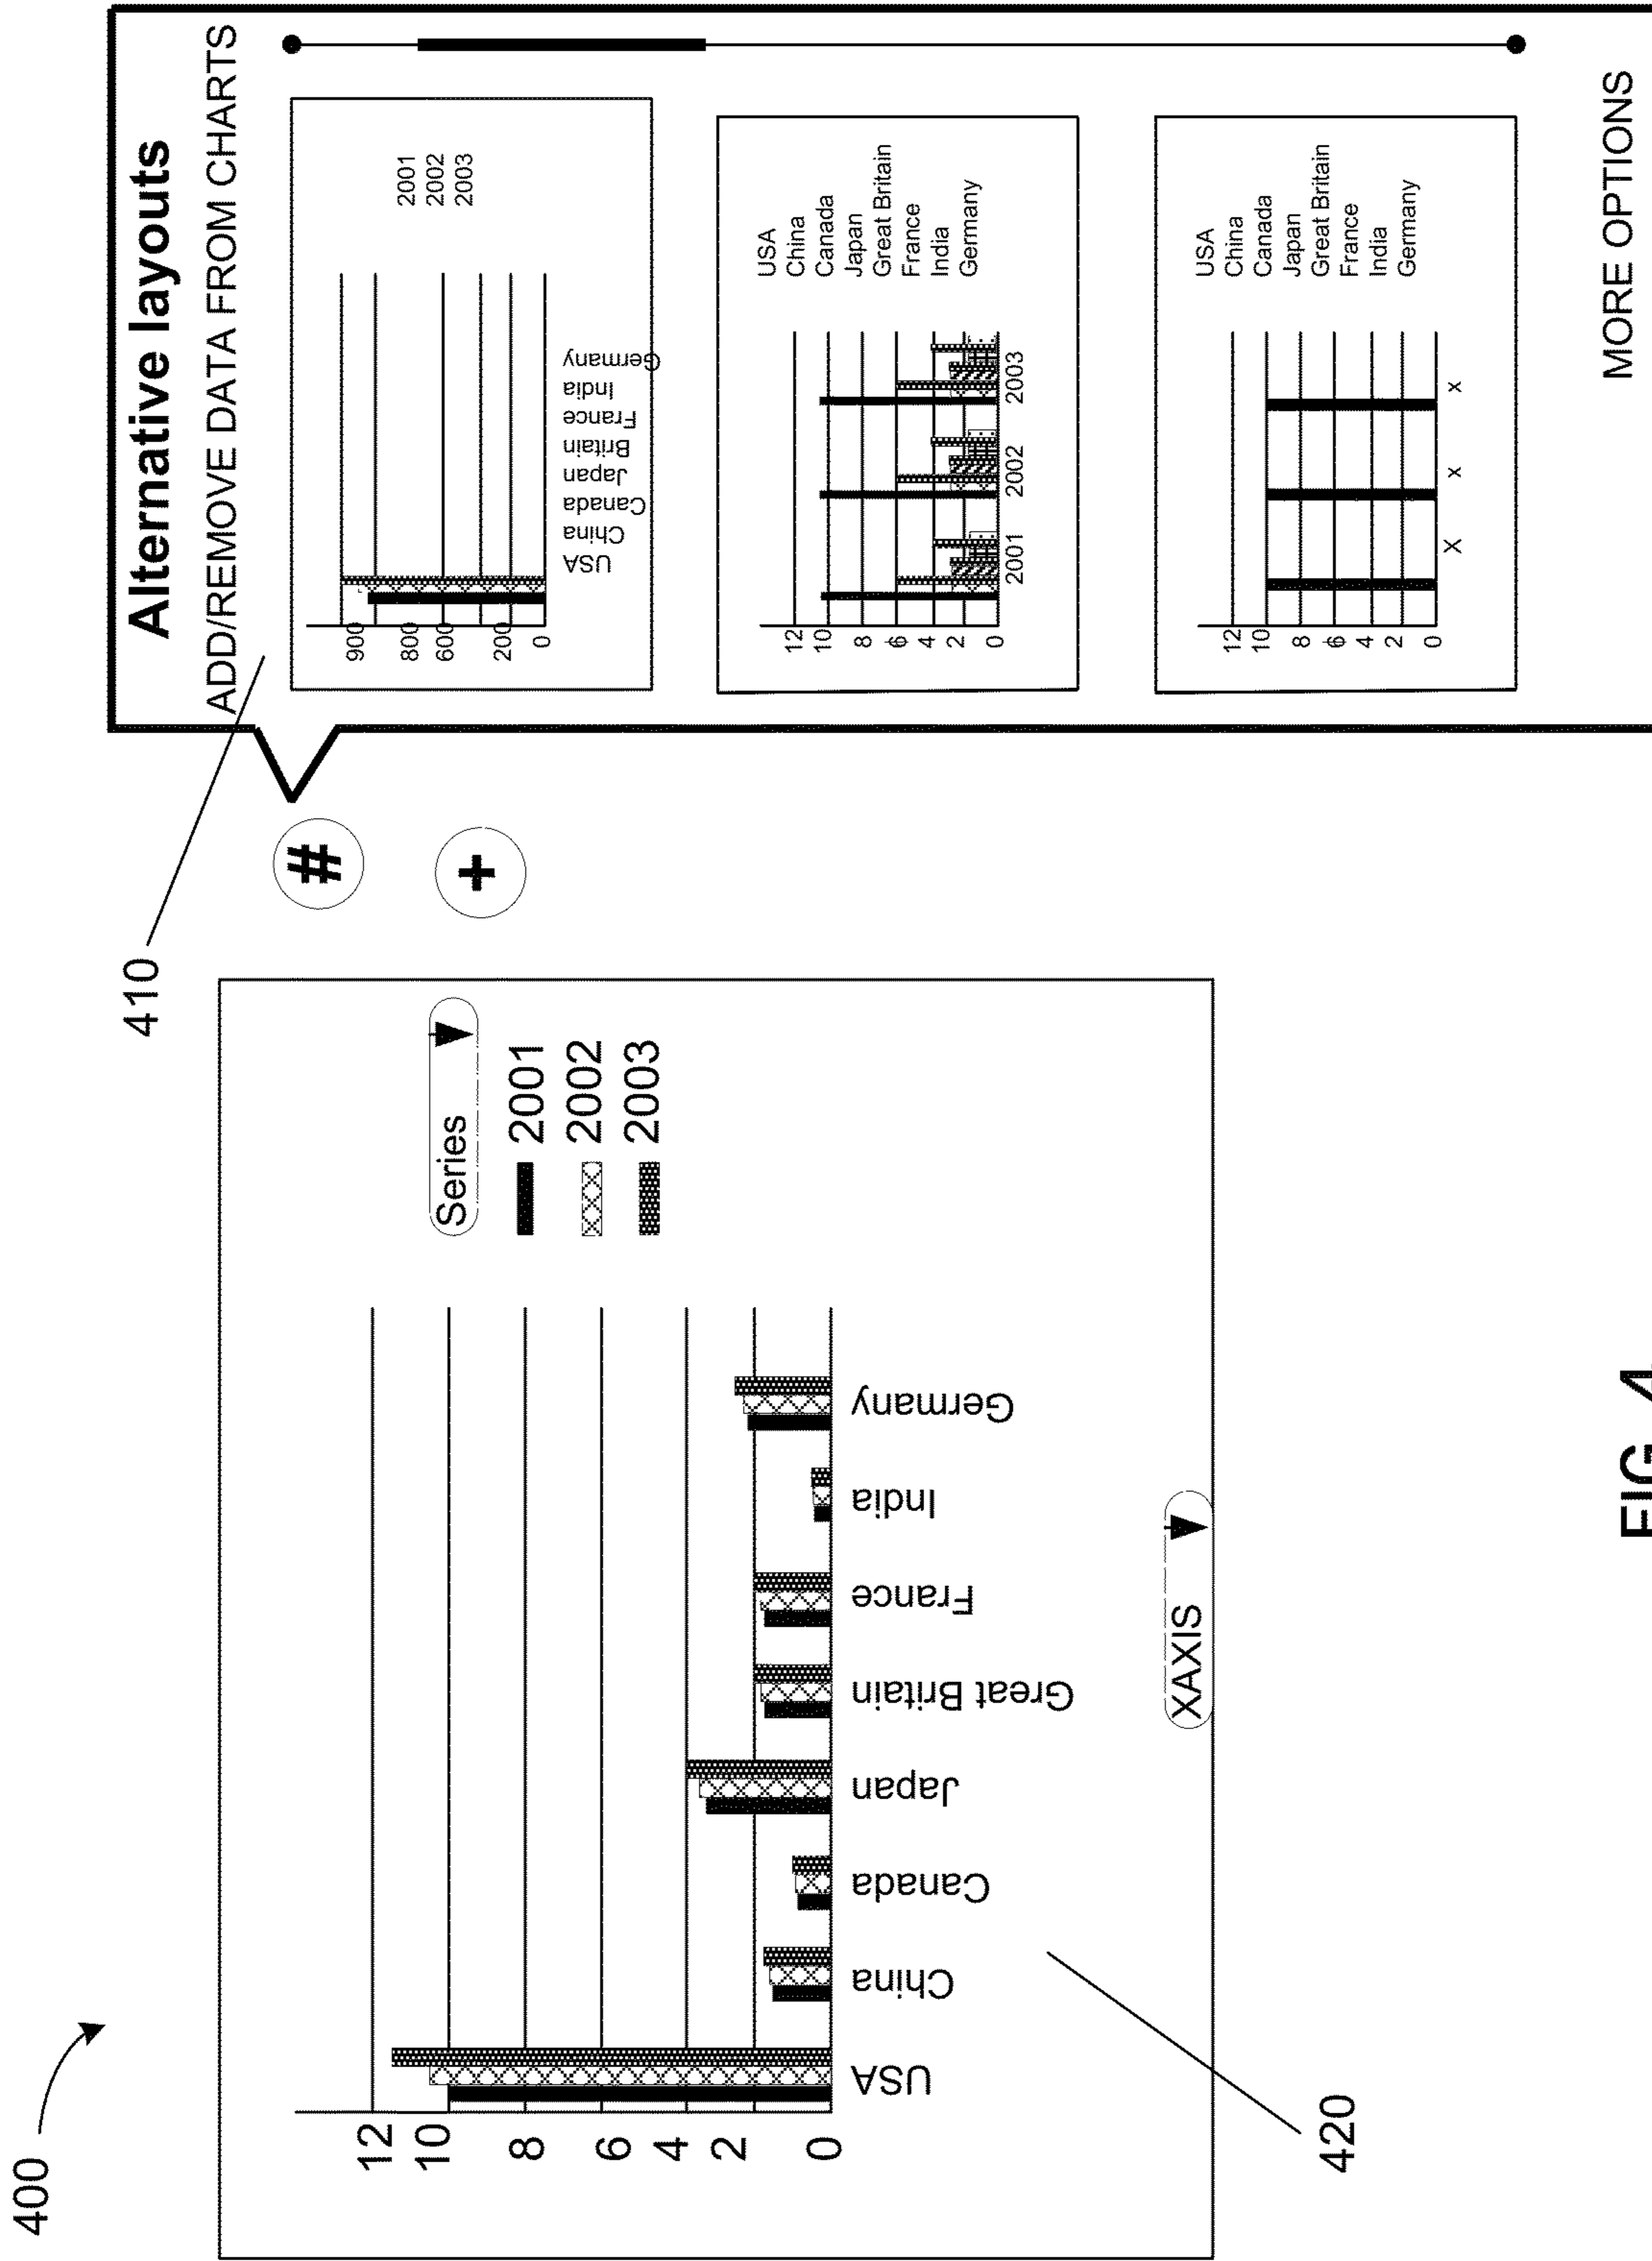 400
410
Alternative layouts
ADD/REMOVE DATA FROM CHARTS
#
+
12
10
8
6
4
2
0
USA
China
Canada
Japan
Great Britain
France
India
Germany
Series
2001
2002
2003
XAXIS
420
900
800
600
200
0
USA
China
Canada
Japan
Britain
France
India
Germany
2001
2002
2003
12
10
8
6
4
2
0
2001
2002
2003
USA
China
Canada
Japan
Great Britain
France
India
Germany
12
10
8
6
4
2
0
X
x
x
USA
China
Canada
Japan
Great Britain
France
India
Germany
MORE OPTIONS
FIG. 4